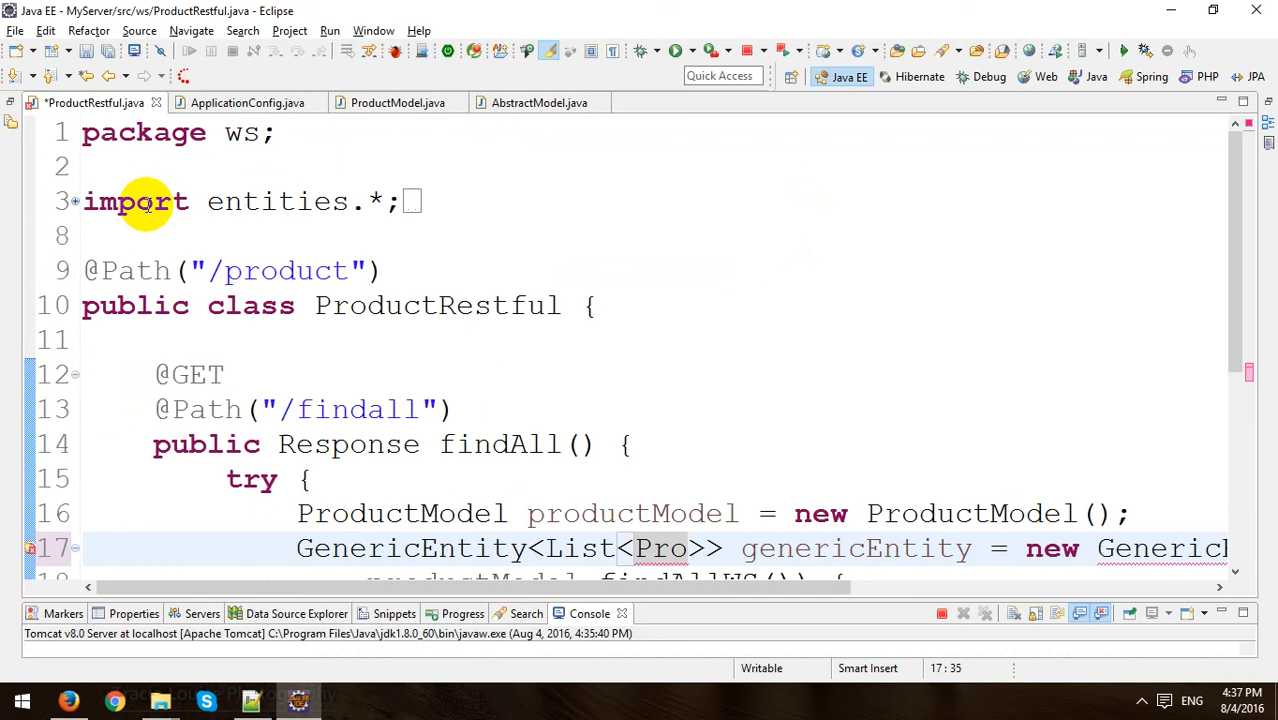 Java EE - MyServer/src/ws/ProductRestful.java - Eclipse
File Edit Refactor Source Navigate Search Project Run Window Help
Quick Access Java EE Hibernate Debug Web Java Spring PHP JPA
*ProductRestful.java ApplicationConfig.java ProductModel.java AbstractModel.java
1 package ws;
2
3 import entities.*;
8
9 @Path("/product")
10 public class ProductRestful {
11
12 @GET
13 @Path("/findall")
14 public Response findAll() {
15 try {
16 ProductModel productModel = new ProductModel();
17 GenericEntity<List<Pro>> genericEntity = new Generic
productModel.findAllWS()) {
Markers Properties Servers Data Source Explorer Snippets Progress Search Console
Tomcat v8.0 Server at localhost [Apache Tomcat] C:\Program Files\Java\jdk1.8.0_60\bin\javaw.exe (Aug 4, 2016, 4:35:40 PM)
Writable Smart Insert 17 : 35
ENG 4:37 PM
8/4/2016